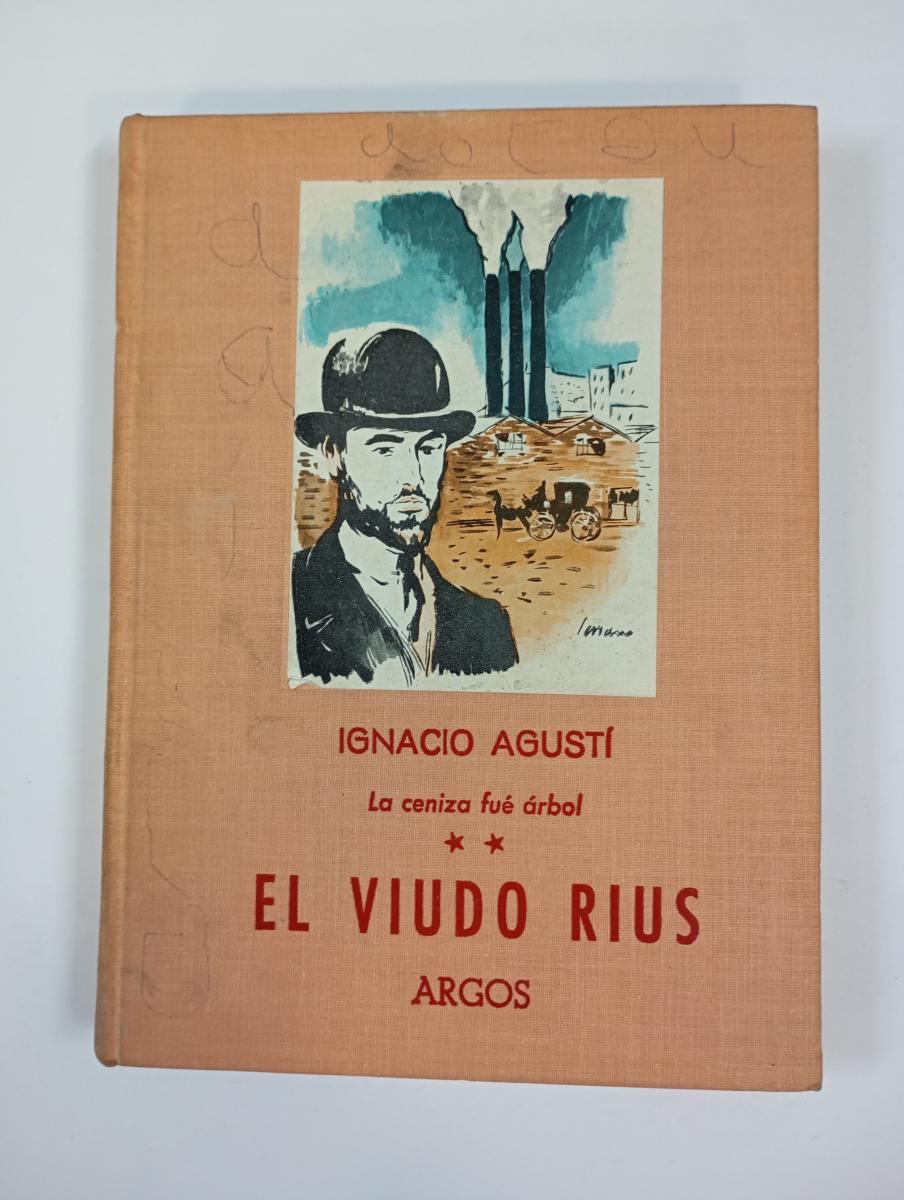 IGNACIO AGUSTÍ
La ceniza fué árbol
★ ★
EL VIUDO RIUS
ARGOS